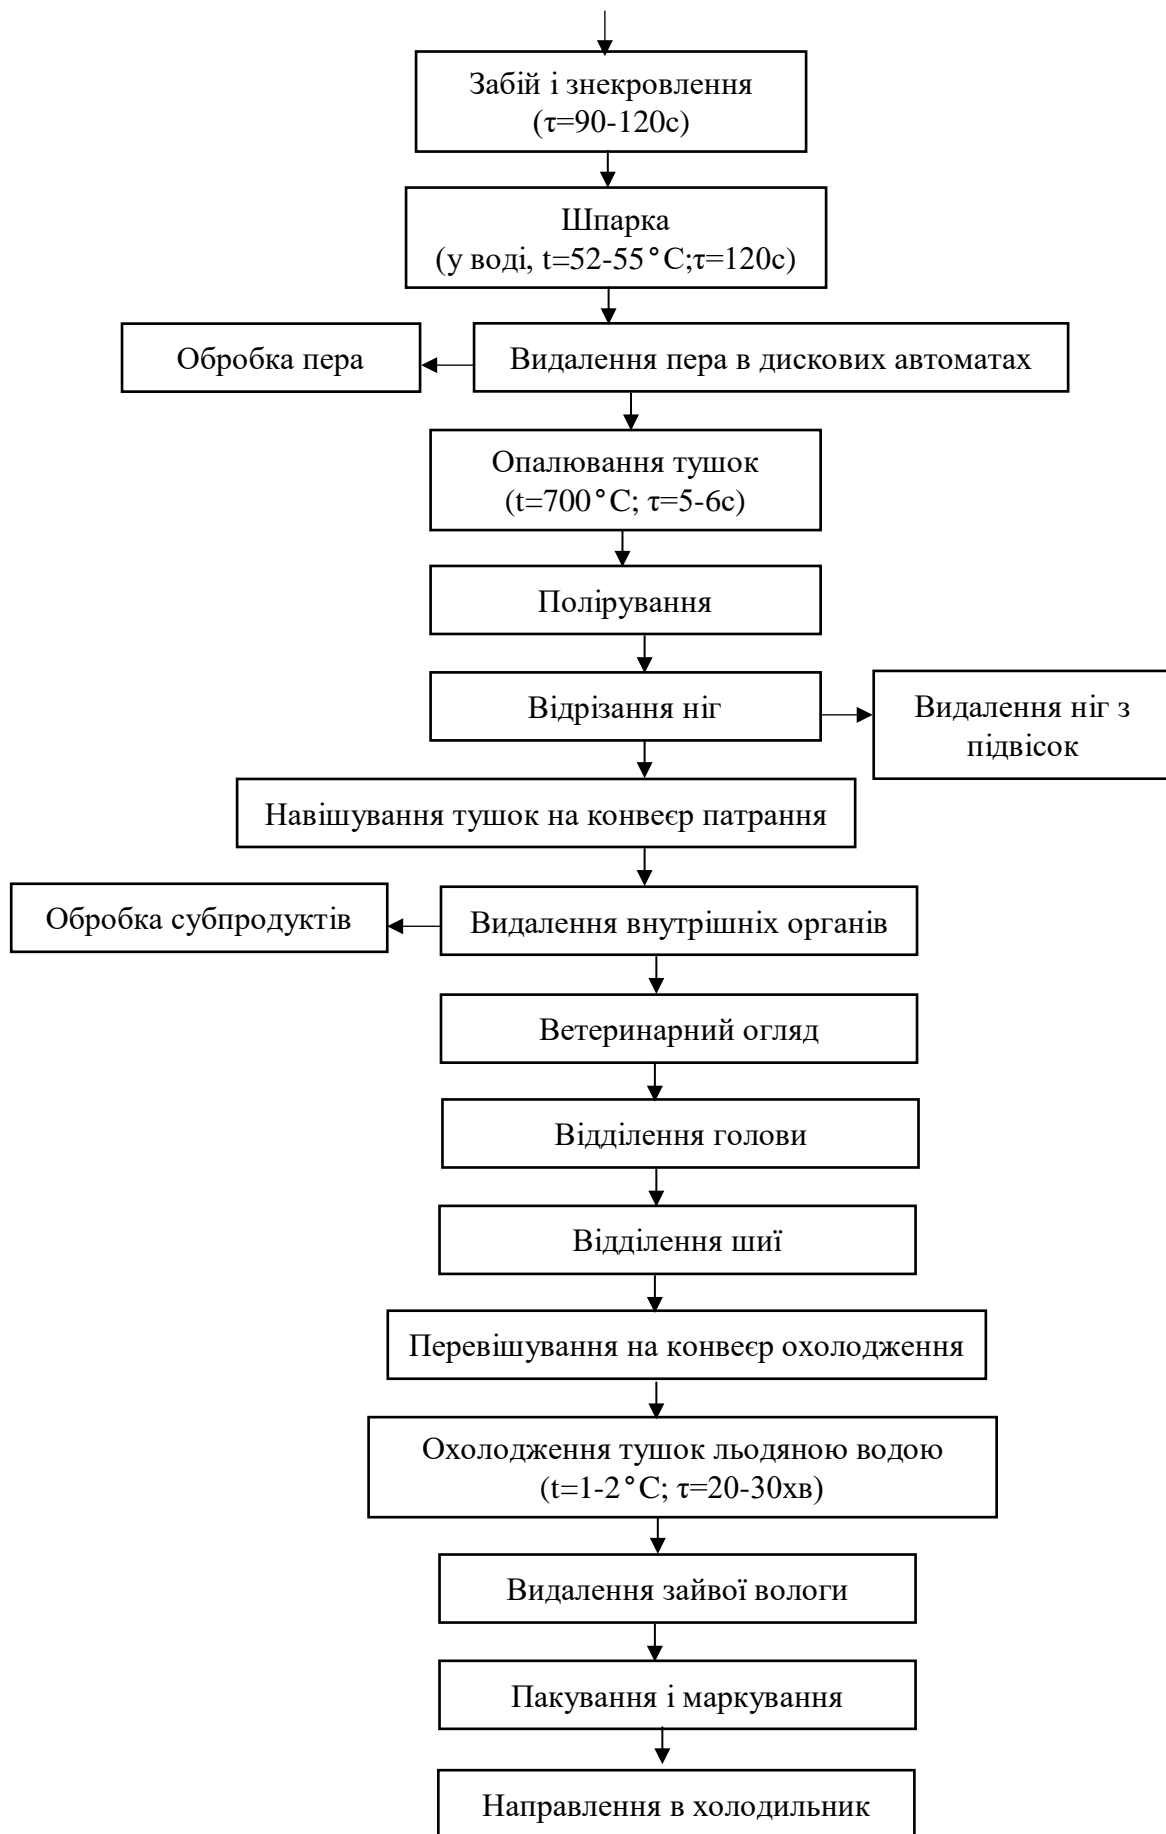 Забій і знекровлення
(τ=90-120с)
Шпарка
(у воді, t=52-55°С;τ=120с)
Обробка пера
Видалення пера в дискових автоматах
Опалювання тушок
(t=700°С; τ=5-6с)
Полірування
Відрізання ніг
Видалення ніг з
підвісок
Навішування тушок на конвеєр патрання
Обробка субпродуктів
Видалення внутрішніх органів
Ветеринарний огляд
Відділення голови
Відділення шиї
Перевішування на конвеєр охолодження
Охолодження тушок льодяною водою
(t=1-2°С; τ=20-30хв)
Видалення зайвої вологи
Пакування і маркування
Направлення в холодильник